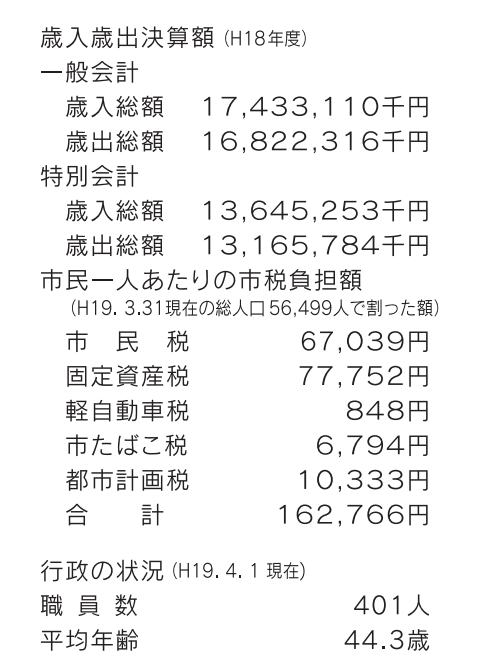 歳入歳出決算額（H18年度）
一般会計
歳入総額 17,433,110千円
歳出総額 16,822,316千円
特別会計
歳入総額 13,645,253千円
歳出総額 13,165,784千円
市民一人あたりの市税負担額
（H19. 3.31現在の総人口56,499人で割った額）
市民税 67,039円
固定資産税 77,752円
軽自動車税 848円
市たばこ税 6,794円
都市計画税 10,333円
合計 162,766円
行政の状況（H19. 4. 1 現在）
職員数 401人
平均年齢 44.3歳